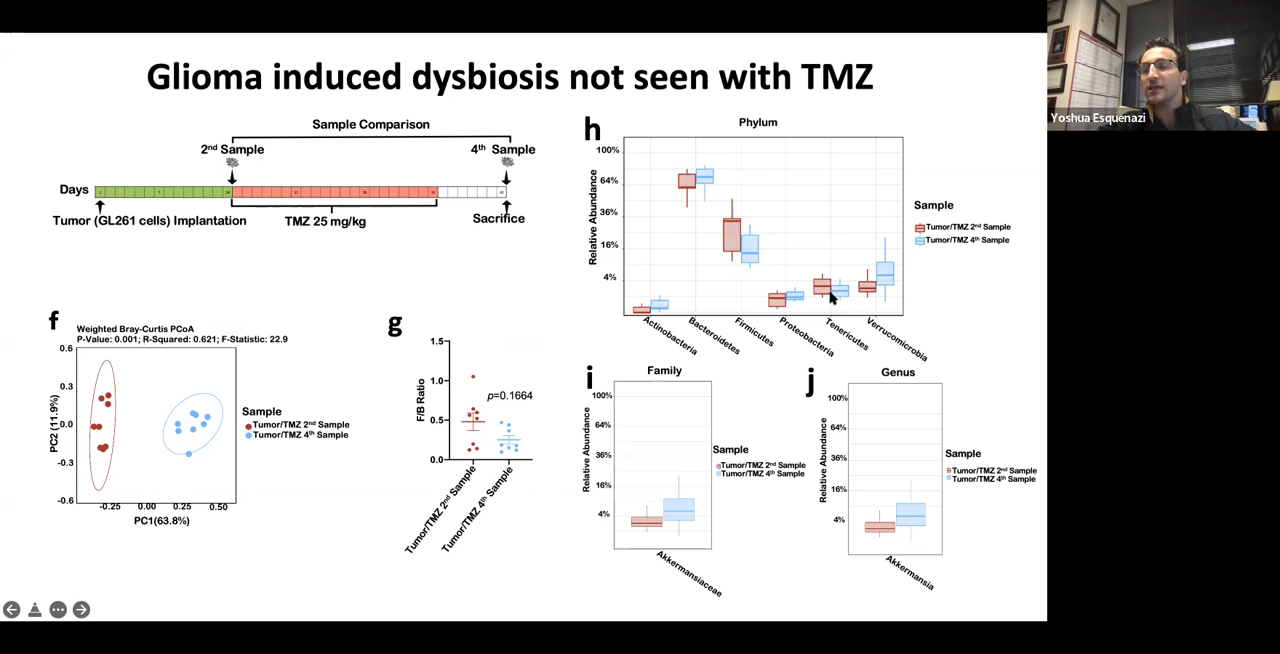 Glioma induced dysbiosis not seen with TMZ
Yoshua Esquenazi
Sample Comparison
2nd Sample
4th Sample
Days
Tumor (GL261 cells) Implantation
TMZ 25 mg/kg
Sacrifice
f
Weighted Bray-Curtis PCoA
P-Value: 0.001; R-Squared: 0.621; F-Statistic: 22.9
0.6
0.3
0.0
-0.3
-0.6
PC2 (11.9%)
-0.25
0.00
0.25
0.50
PC1(63.8%)
Sample
Tumor/TMZ 2nd Sample
Tumor/TMZ 4th Sample
g
1.5
1.0
0.5
0.0
F/B Ratio
p=0.1664
Tumor/TMZ 2nd Sample
Tumor/TMZ 4th Sample
h
Phylum
100%
64%
36%
16%
4%
Relative Abundance
Actinobacteria
Bacteroidetes
Firmicutes
Proteobacteria
Tenericutes
Verrucomicrobia
Sample
Tumor/TMZ 2nd Sample
Tumor/TMZ 4th Sample
i
Family
100%
64%
36%
16%
4%
Relative Abundance
Akkermansiaceae
Sample
Tumor/TMZ 2nd Sample
Tumor/TMZ 4th Sample
j
Genus
100%
64%
36%
16%
4%
Relative Abundance
Akkermansia
Sample
Tumor/TMZ 2nd Sample
Tumor/TMZ 4th Sample